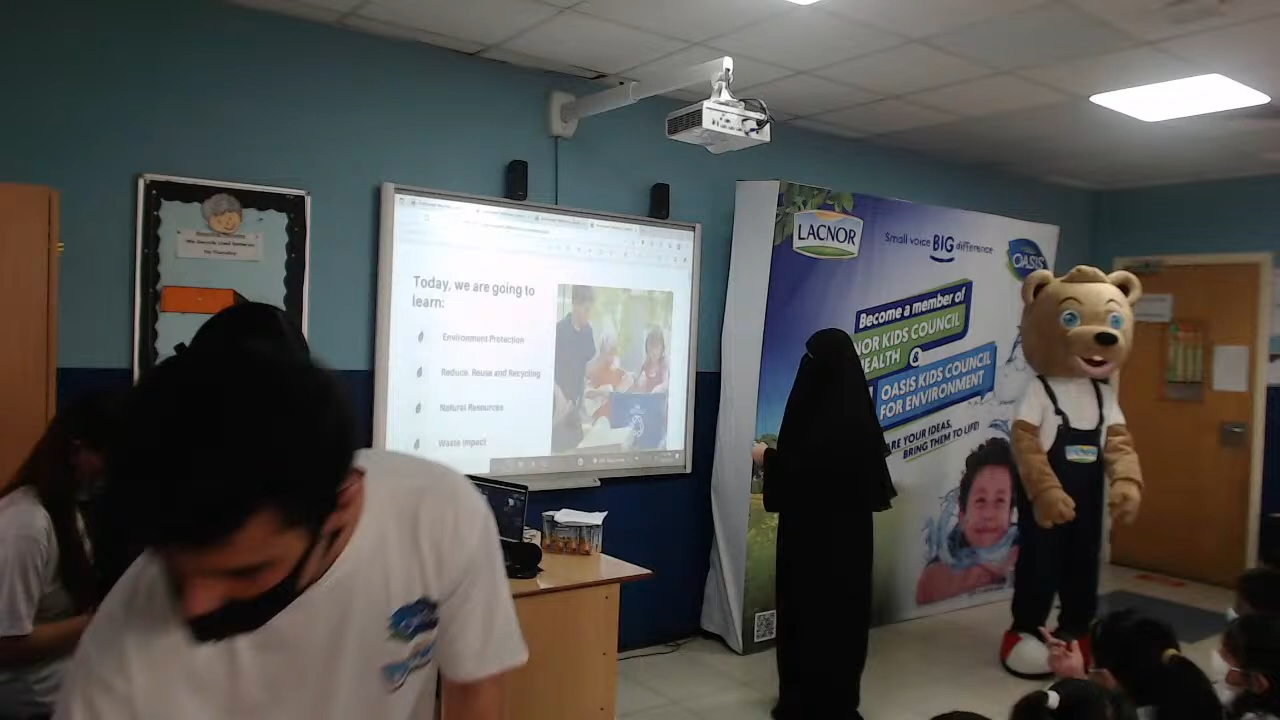 Today, we are going to
learn:
Environment Protection
Reduce, Reuse and Recycling
Natural Resources
Waste Impact
LACNOR
Small voice BIG difference
OASIS
Become a member of
NOR KIDS COUNCIL
EALTH &
OASIS KIDS COUNCIL
FOR ENVIRONMENT
ARE YOUR IDEAS,
BRING THEM TO LIFE!